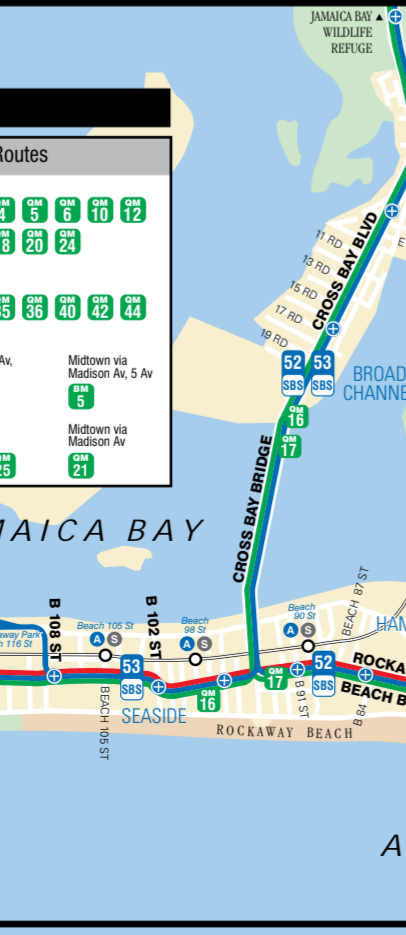 JAMAICA BAY ▲
WILDLIFE
REFUGE
Routes
QM 4 QM 5 QM 6 QM 10 QM 12
QM 18 QM 20 QM 24
QM 35 QM 36 QM 40 QM 42 QM 44
Av,
Midtown via
Madison Av, 5 Av
BM
5
Midtown via
Madison Av
QM 25 QM 21
11 RD
13 RD
15 RD
17 RD
19 RD
CROSS BAY BLVD
E
52 53
SBS SBS
BROAD
CHANNE
QM
16
QM
17
CROSS BAY BRIDGE
MAICA BAY
B 108 ST
away Park
116 St
Beach 105 St
A S
B 102 ST
Beach
98 St
A S
Beach
90 St
A S
BEACH 87 ST
HAM
53
SBS
52
SBS
ROCKA
BEACH B
QM
17
QM
16
BEACH 105 ST
SEASIDE
B 91 ST
B 84
ROCKAWAY BEACH
A